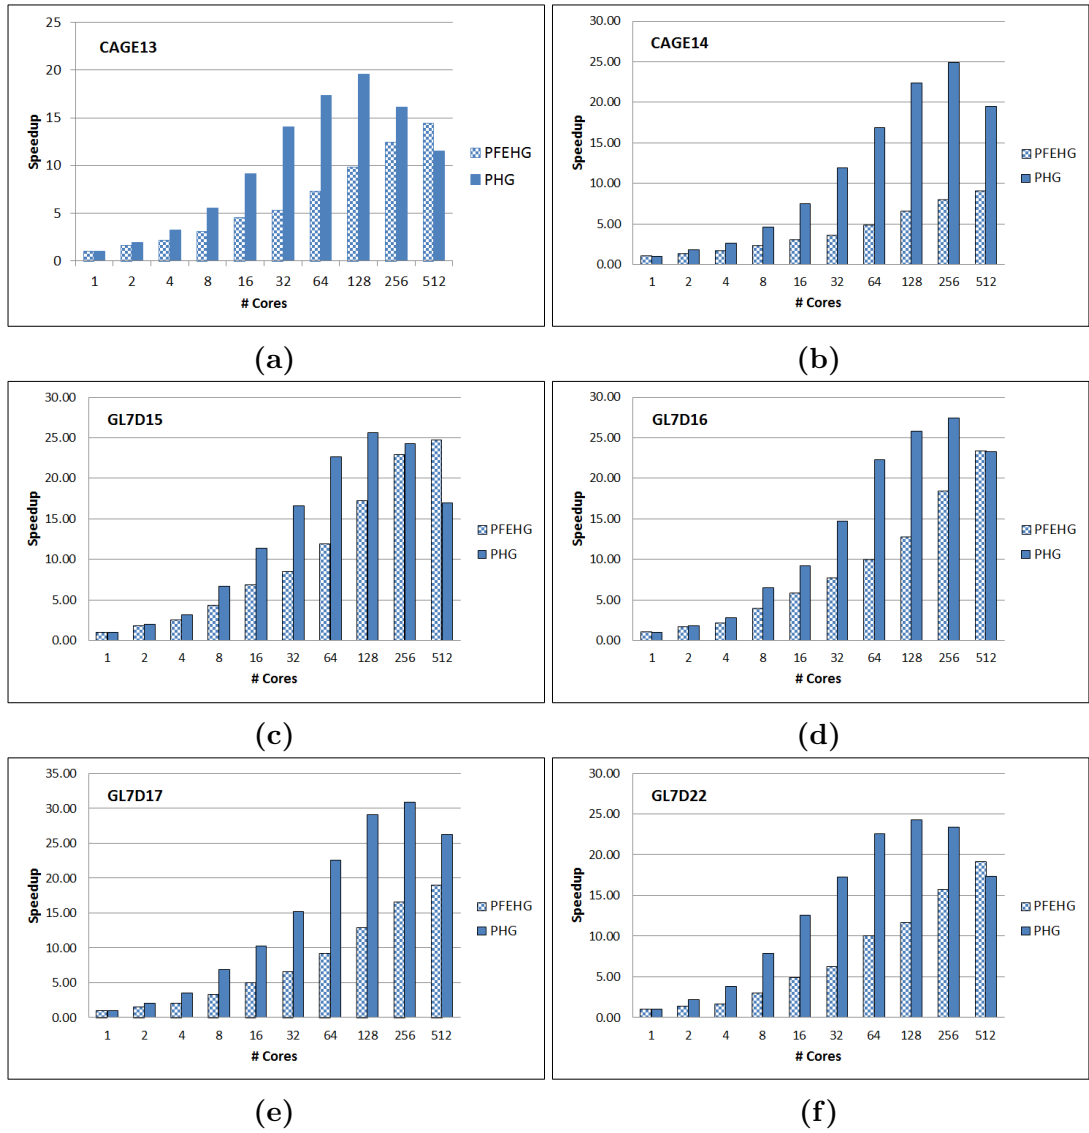 CAGE13
25
20
15
10
5
0
Speedup
1 2 4 8 16 32 64 128 256 512
# Cores
PFEHG
PHG
(a)
CAGE14
30.00
25.00
20.00
15.00
10.00
5.00
0.00
Speedup
1 2 4 8 16 32 64 128 256 512
# Cores
PFEHG
PHG
(b)
GL7D15
30.00
25.00
20.00
15.00
10.00
5.00
0.00
Speedup
1 2 4 8 16 32 64 128 256 512
# Cores
PFEHG
PHG
(c)
GL7D16
30.00
25.00
20.00
15.00
10.00
5.00
0.00
Speedup
1 2 4 8 16 32 64 128 256 512
# Cores
PFEHG
PHG
(d)
GL7D17
35.00
30.00
25.00
20.00
15.00
10.00
5.00
0.00
Speedup
1 2 4 8 16 32 64 128 256 512
# Cores
PFEHG
PHG
(e)
GL7D22
30.00
25.00
20.00
15.00
10.00
5.00
0.00
Speedup
1 2 4 8 16 32 64 128 256 512
# Cores
PFEHG
PHG
(f)